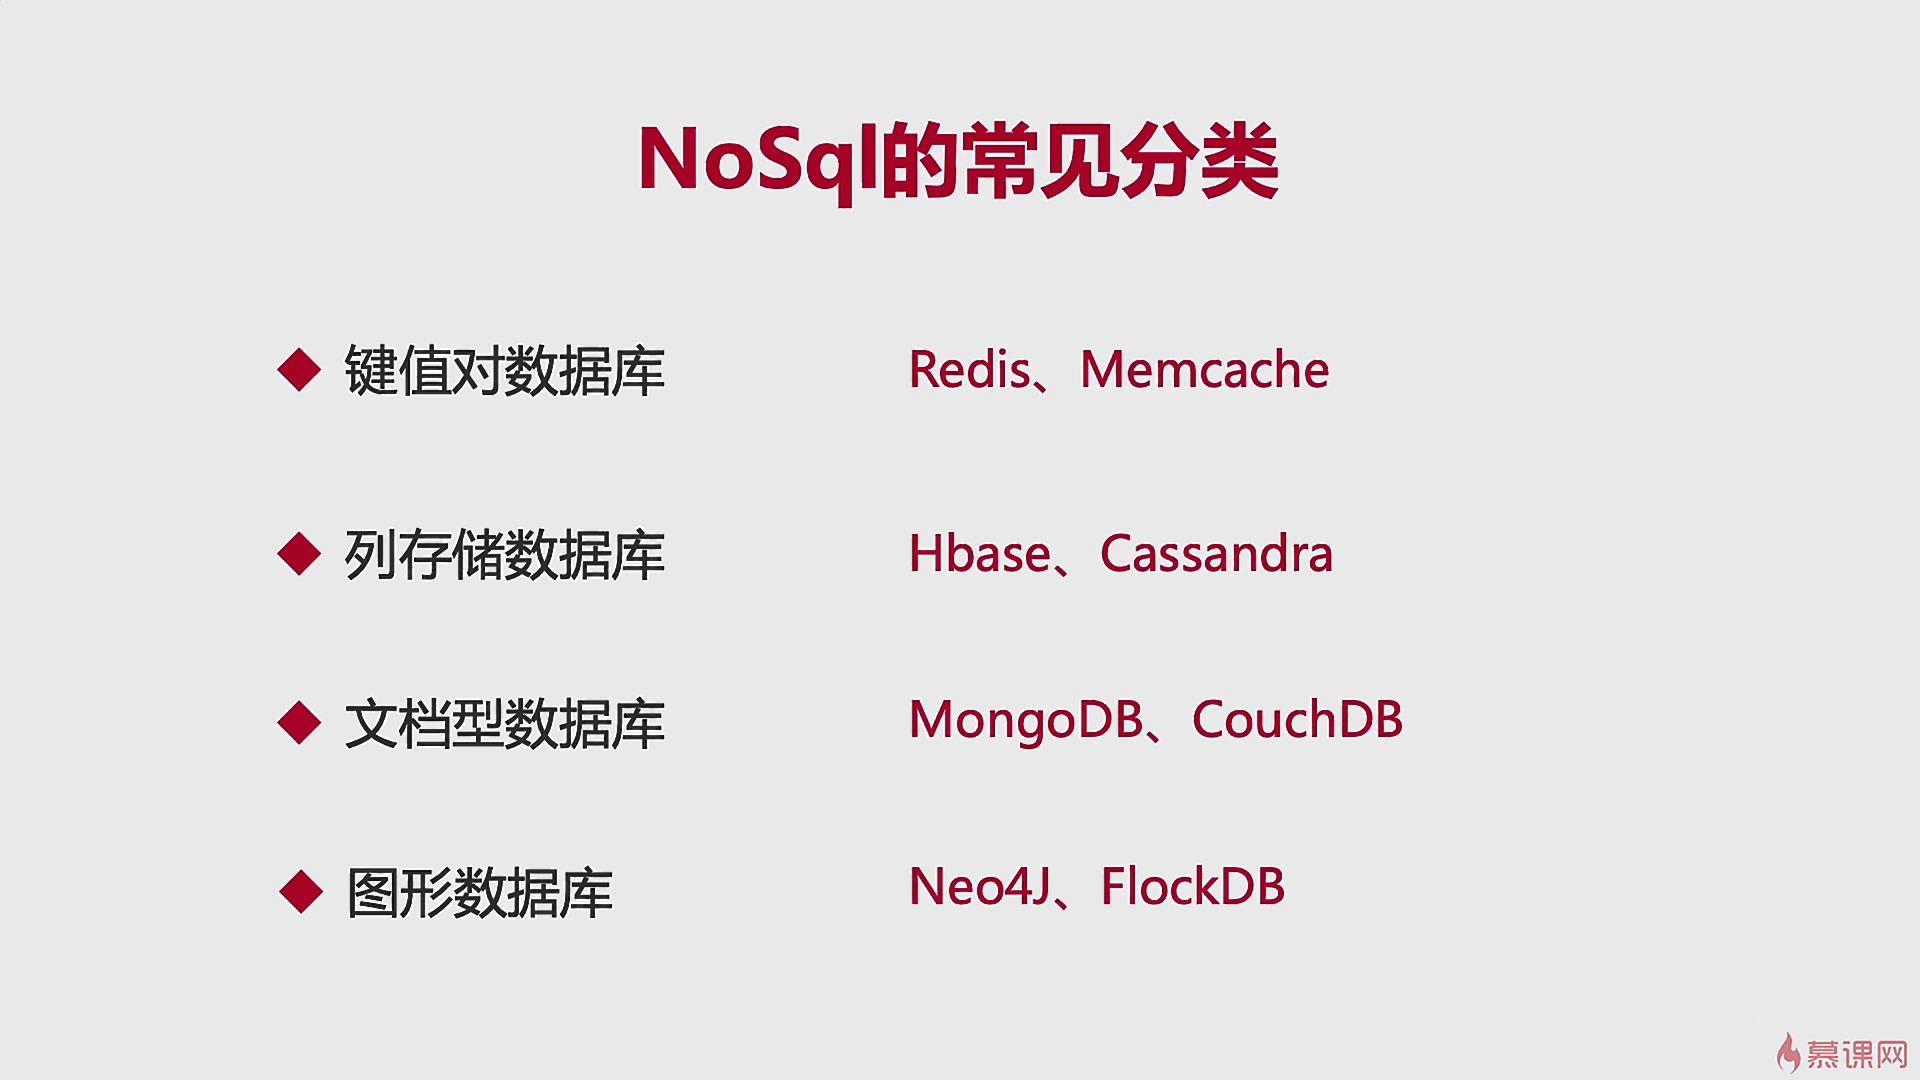 NoSql的常见分类
键值对数据库 Redis、Memcache
列存储数据库 Hbase、Cassandra
文档型数据库 MongoDB、CouchDB
图形数据库 Neo4J、FlockDB
慕课网